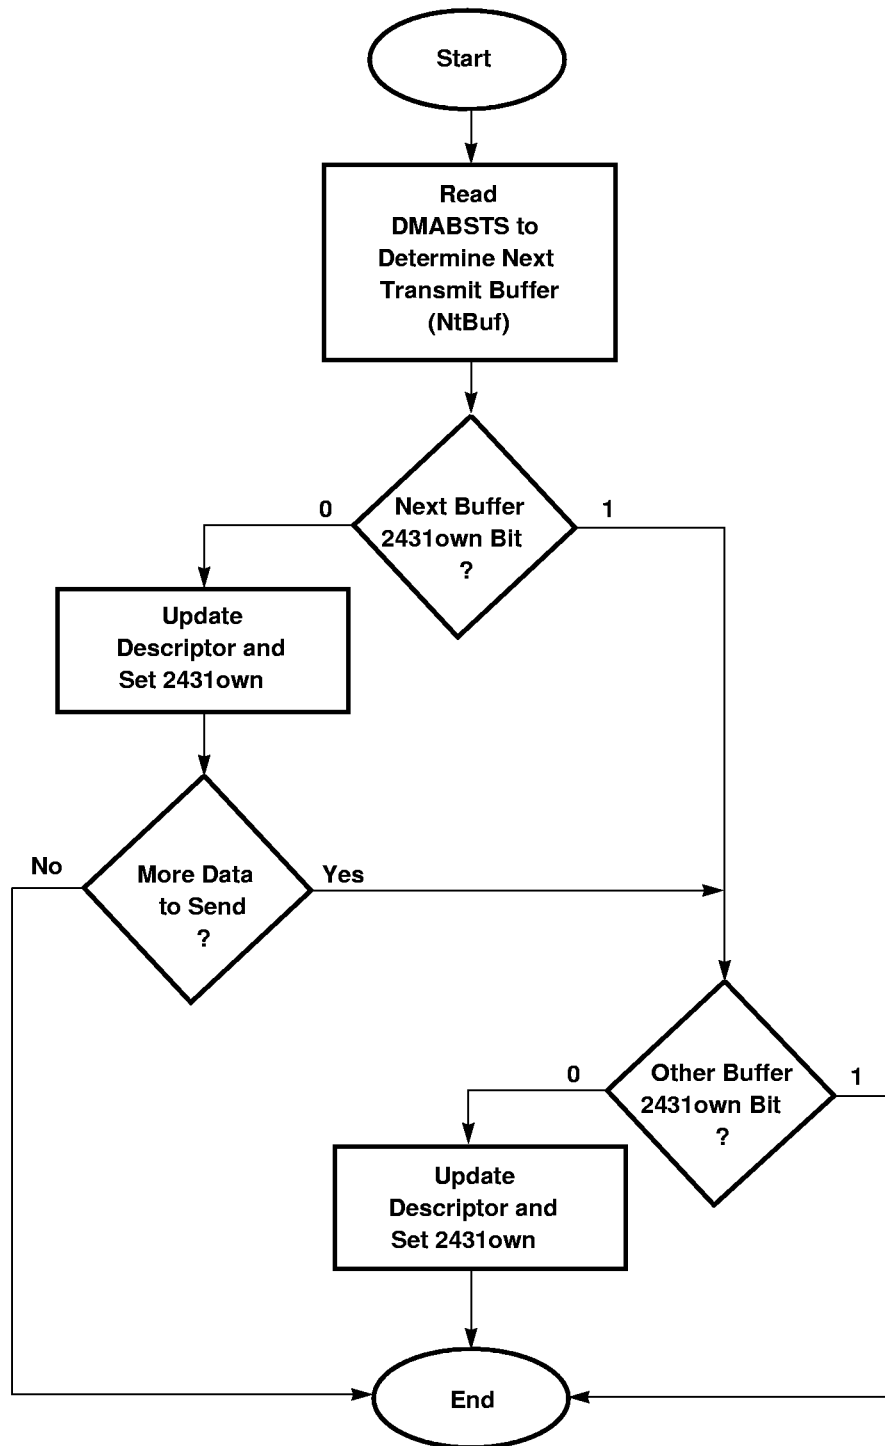 Start
Read
DMABSTS to
Determine Next
Transmit Buffer
(NtBuf)
0
Next Buffer
2431own Bit
?
1
Update
Descriptor and
Set 2431own
No
More Data
to Send
?
Yes
0
Other Buffer
2431own Bit
?
1
Update
Descriptor and
Set 2431own
End